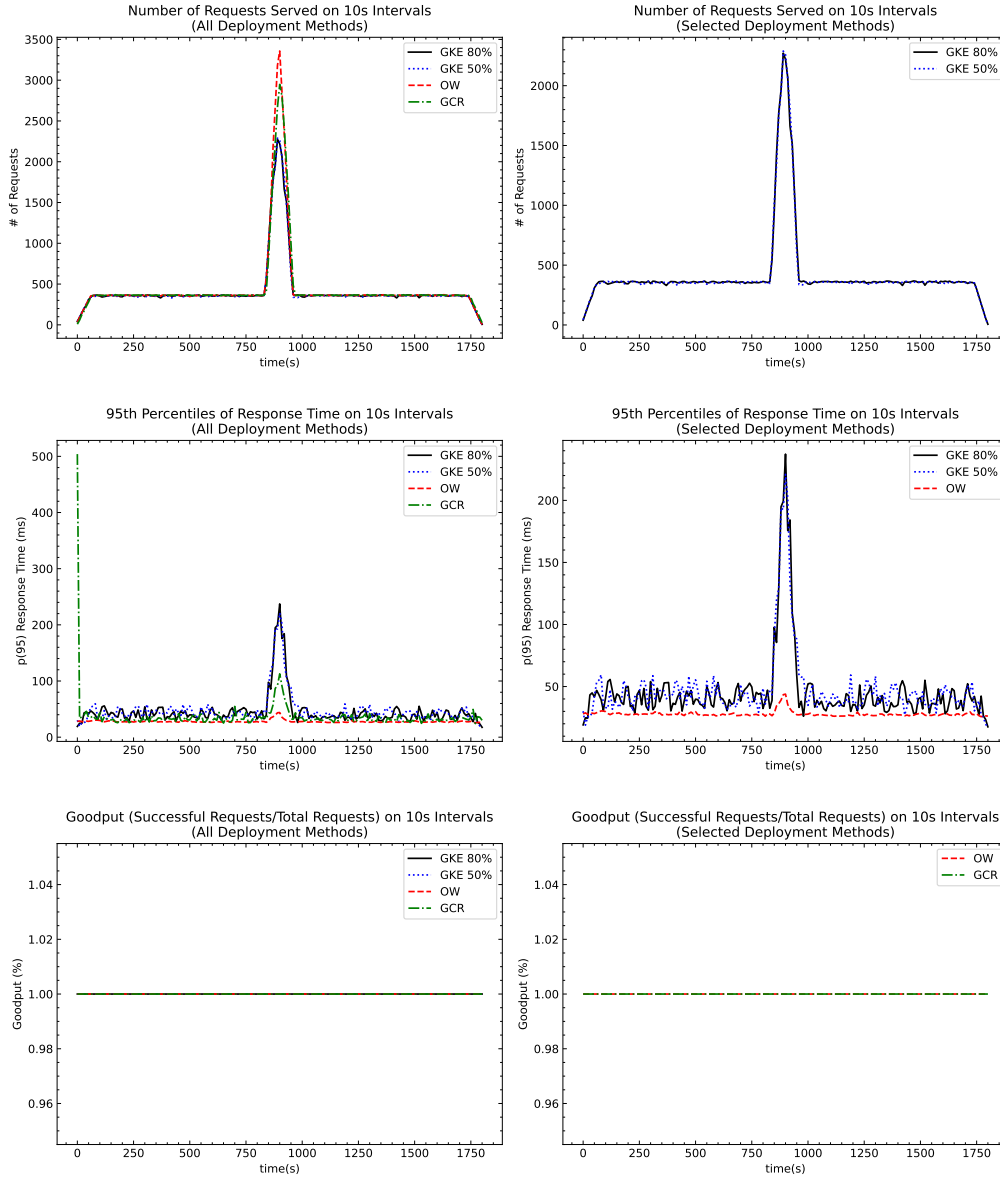 Number of Requests Served on 10s Intervals
(All Deployment Methods)
3500
3000
2500
2000
1500
1000
500
0
# of Requests
GKE 80%
GKE 50%
OW
GCR
0 250 500 750 1000 1250 1500 1750
time(s)
Number of Requests Served on 10s Intervals
(Selected Deployment Methods)
2000
1500
1000
500
0
# of Requests
GKE 80%
GKE 50%
0 250 500 750 1000 1250 1500 1750
time(s)
95th Percentiles of Response Time on 10s Intervals
(All Deployment Methods)
500
400
300
200
100
0
p(95) Response Time (ms)
GKE 80%
GKE 50%
OW
GCR
0 250 500 750 1000 1250 1500 1750
time(s)
95th Percentiles of Response Time on 10s Intervals
(Selected Deployment Methods)
200
150
100
50
p(95) Response Time (ms)
GKE 80%
GKE 50%
OW
0 250 500 750 1000 1250 1500 1750
time(s)
Goodput (Successful Requests/Total Requests) on 10s Intervals
(All Deployment Methods)
1.04
1.02
1.00
0.98
0.96
Goodput (%)
GKE 80%
GKE 50%
OW
GCR
0 250 500 750 1000 1250 1500 1750
time(s)
Goodput (Successful Requests/Total Requests) on 10s Intervals
(Selected Deployment Methods)
1.04
1.02
1.00
0.98
0.96
Goodput (%)
OW
GCR
0 250 500 750 1000 1250 1500 1750
time(s)